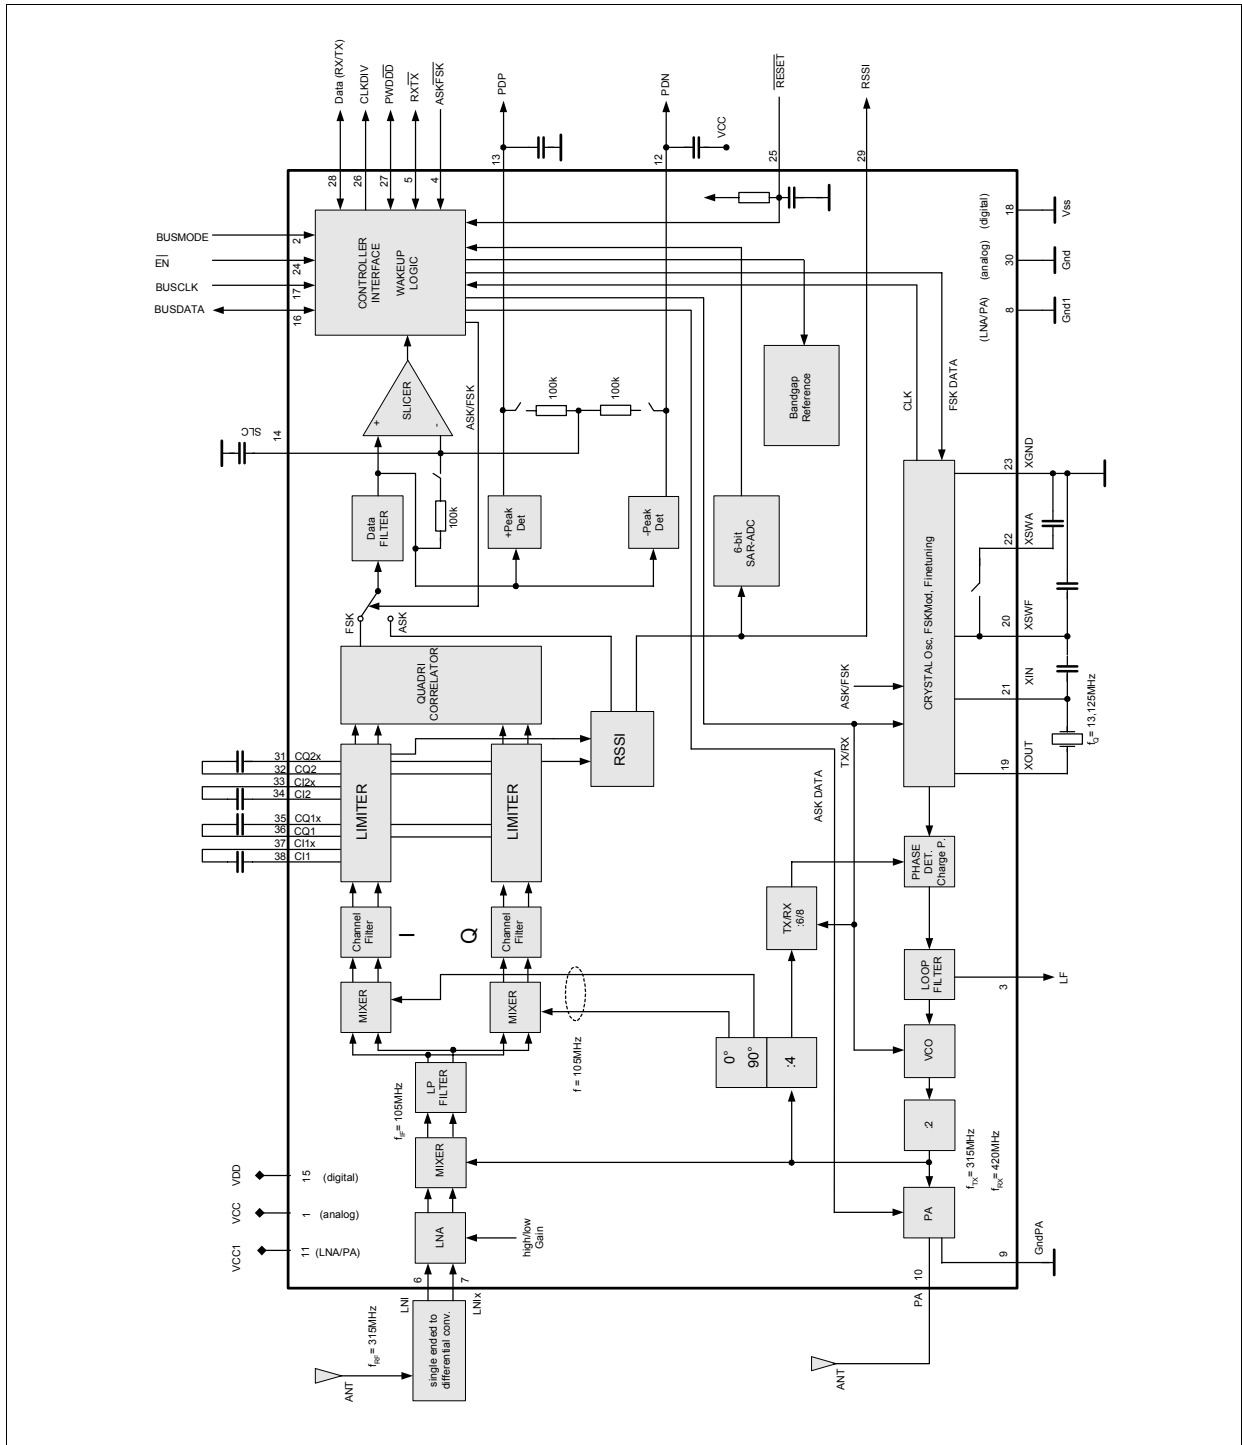 Data (RX/TX)
CLKDIV
PWDDD
RXTX
ASKFSK
PDP
PDN
RESET
RSSI
VCC
28
26
27
5
4
13
12
25
29
BUSMODE
2
EN
24
BUSCLK
17
BUSDATA
16
CONTROLLER
INTERFACE
WAKEUP
LOGIC
18
(digital)
Vss
30
(analog)
Gnd
8
(LNA/PA)
Gnd1
SLICER
+
-
ASK/FSK
100k
100k
SLC
14
Bandgap
Reference
CLK
FSK DATA
Data
FILTER
100k
+Peak
Det
-Peak
Det
6-bit
SAR-ADC
23
XGND
22
XSWA
20
XSWF
21
XIN
19
XOUT
fQ = 13,125MHz
CRYSTAL Osc, FSKMod, Finetuning
FSK
ASK
QUADRI
CORRELATOR
RSSI
ASK/FSK
TX/RX
ASK DATA
31 CQ2x
32 CQ2
33 CI2x
34 CI2
35 CQ1x
36 CQ1
37 CI1x
38 CI1
LIMITER
LIMITER
Channel
Filter
I
Q
Channel
Filter
TX/RX
:6/8
PHASE
DET.
Charge P.
MIXER
MIXER
LOOP
FILTER
3
LF
f = 105MHz
0°
90°
:4
VCO
LP
FILTER
fIF = 105MHz
:2
MIXER
fTX = 315MHz
fRX = 420MHz
VDD
15 (digital)
VCC
1 (analog)
VCC1
11 (LNA/PA)
LNA
high/low
Gain
PA
9
GndPA
10
PA
LNI
6
LNIx
7
single ended to
differential conv.
fRF = 315MHz
ANT
ANT